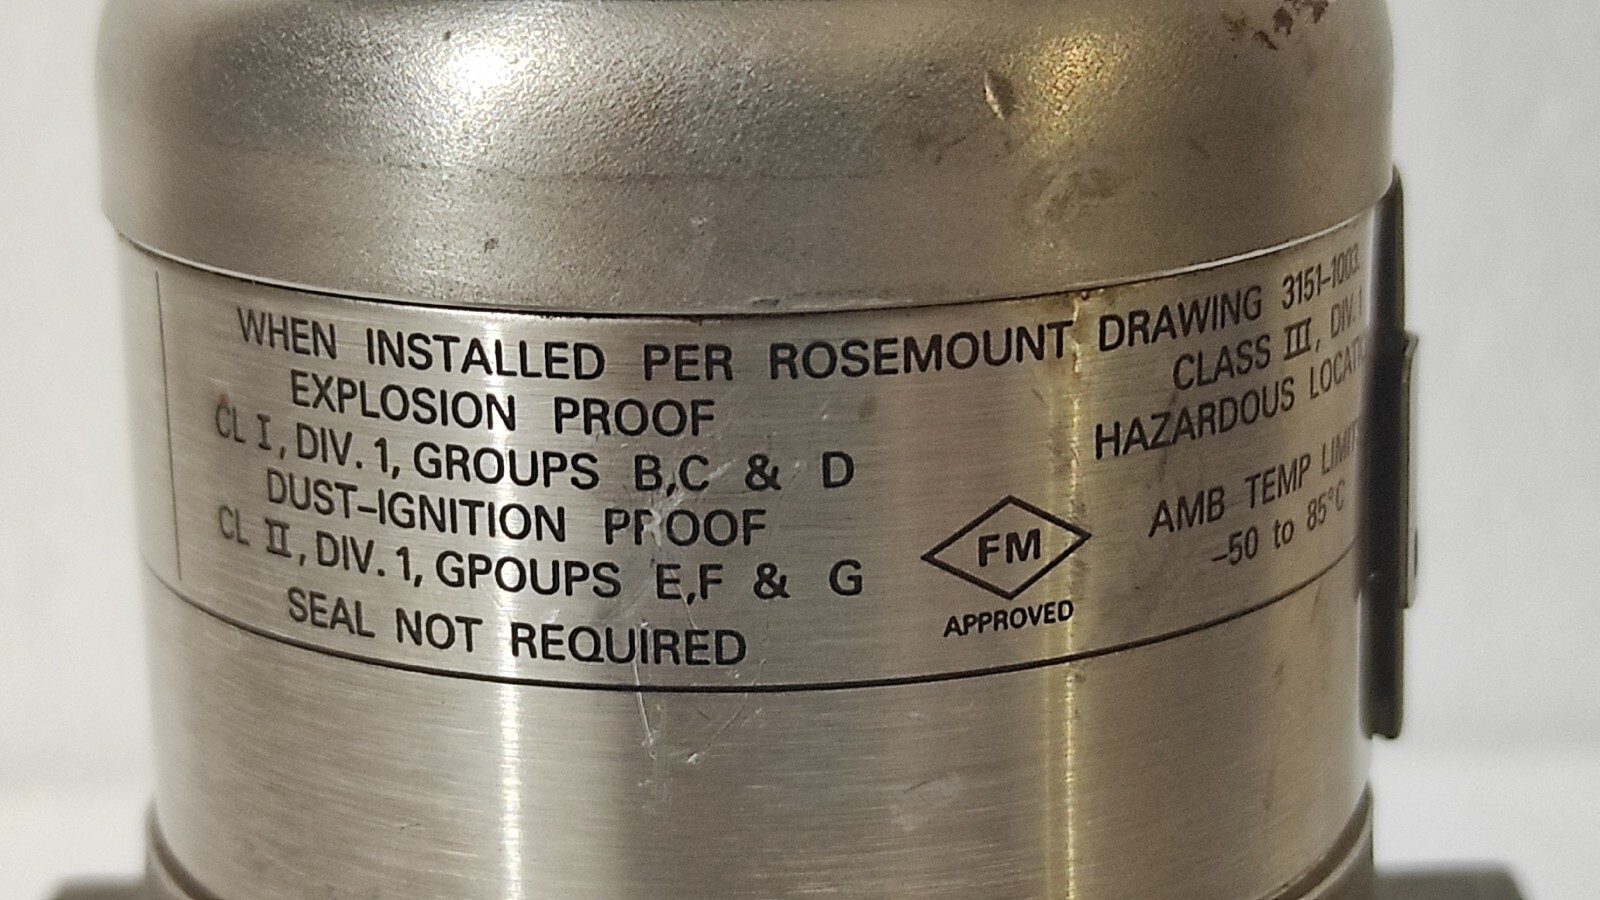 WHEN INSTALLED PER ROSEMOUNT DRAWING 3151-1003,
EXPLOSION PROOF
CL I, DIV. 1, GROUPS B,C & D
DUST-IGNITION PROOF
CL II, DIV. 1, GPOUPS E,F & G
SEAL NOT REQUIRED
FM
APPROVED
CLASS III, DIV. 1
HAZARDOUS
AMB TEMP
-50 to 85°C